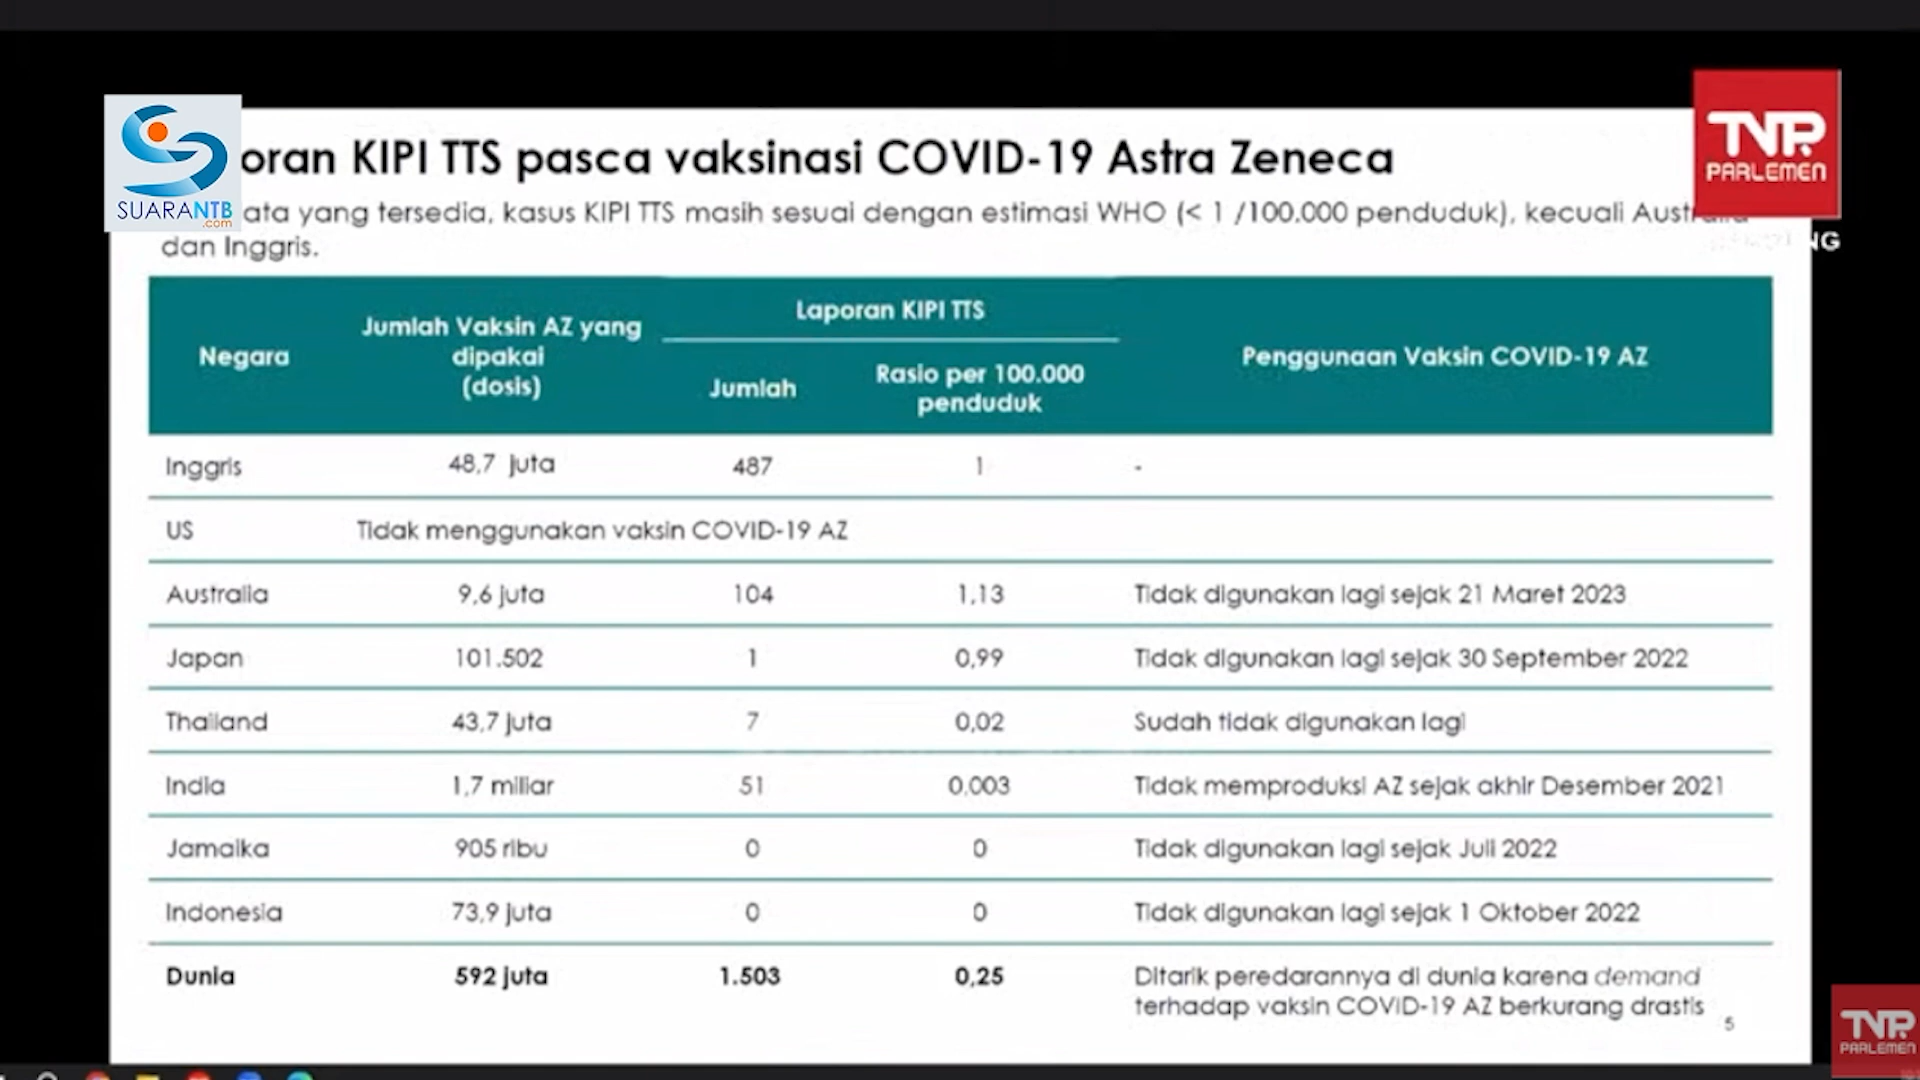 SUARANTB
.com
TVR
PARLEMEN
oran KIPI TTS pasca vaksinasi COVID-19 Astra Zeneca
ata yang tersedia, kasus KIPI TTS masih sesuai dengan estimasi WHO (< 1 /100.000 penduduk), kecuali Australia
dan Inggris.
NG
Negara
Jumlah Vaksin AZ yang
dipakai
(dosis)
Laporan KIPI TTS
Jumlah
Rasio per 100.000
penduduk
Penggunaan Vaksin COVID-19 AZ
Inggris 48,7 juta 487 1 -
US Tidak menggunakan vaksin COVID-19 AZ
Australia 9,6 juta 104 1,13 Tidak digunakan lagi sejak 21 Maret 2023
Japan 101.502 1 0,99 Tidak digunakan lagi sejak 30 September 2022
Thailand 43,7 juta 7 0,02 Sudah tidak digunakan lagi
India 1,7 miliar 51 0,003 Tidak memproduksi AZ sejak akhir Desember 2021
Jamaika 905 ribu 0 0 Tidak digunakan lagi sejak Juli 2022
Indonesia 73,9 juta 0 0 Tidak digunakan lagi sejak 1 Oktober 2022
Dunia 592 juta 1.503 0,25 Ditarik peredarannya di dunia karena demand
terhadap vaksin COVID-19 AZ berkurang drastis
5
TVR
PARLEMEN